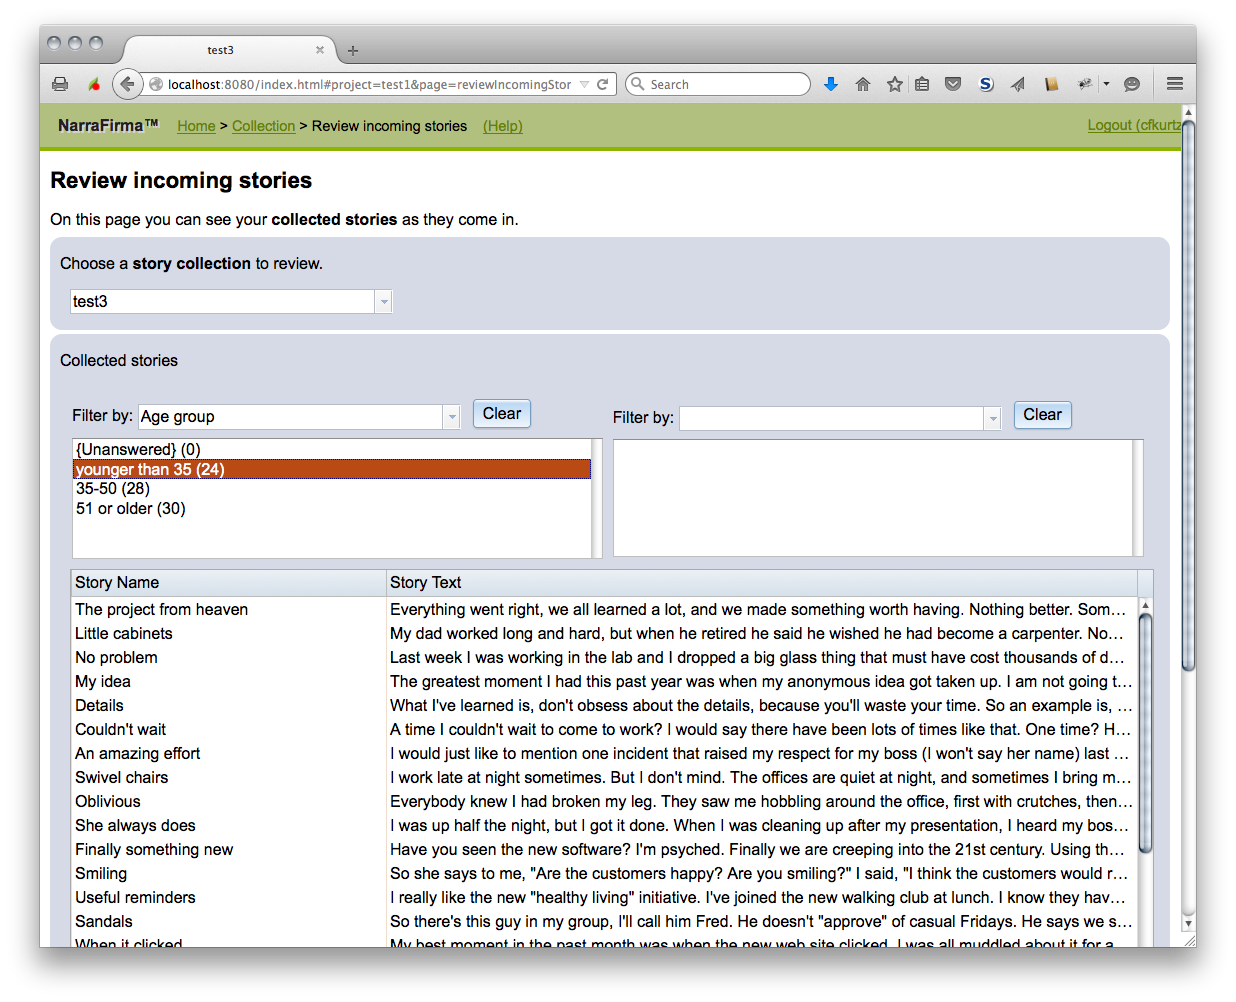 test3
localhost:8080/index.html#project=test1&page=reviewIncomingStor
Search
NarraFirma™ Home > Collection > Review incoming stories (Help) Logout (cfkurtz
Review incoming stories
On this page you can see your collected stories as they come in.
Choose a story collection to review.
test3
Collected stories
Filter by: Age group Clear Filter by: Clear
{Unanswered} (0)
younger than 35 (24)
35-50 (28)
51 or older (30)
Story Name Story Text
The project from heaven Everything went right, we all learned a lot, and we made something worth having. Nothing better. Som…
Little cabinets My dad worked long and hard, but when he retired he said he wished he had become a carpenter. No…
No problem Last week I was working in the lab and I dropped a big glass thing that must have cost thousands of d…
My idea The greatest moment I had this past year was when my anonymous idea got taken up. I am not going t…
Details What I've learned is, don't obsess about the details, because you'll waste your time. So an example is, …
Couldn't wait A time I couldn't wait to come to work? I would say there have been lots of times like that. One time? H…
An amazing effort I would just like to mention one incident that raised my respect for my boss (I won't say her name) last …
Swivel chairs I work late at night sometimes. But I don't mind. The offices are quiet at night, and sometimes I bring m…
Oblivious Everybody knew I had broken my leg. They saw me hobbling around the office, first with crutches, then…
She always does I was up half the night, but I got it done. When I was cleaning up after my presentation, I heard my bos…
Finally something new Have you seen the new software? I'm psyched. Finally we are creeping into the 21st century. Using th…
Smiling So she says to me, "Are the customers happy? Are you smiling?" I said, "I think the customers would r…
Useful reminders I really like the new "healthy living" initiative. I've joined the new walking club at lunch. I know they hav…
Sandals So there's this guy in my group, I'll call him Fred. He doesn't "approve" of casual Fridays. He says we s…
When it clicked My best moment in the past month was when the new web site clicked. I was all muddled about it for a